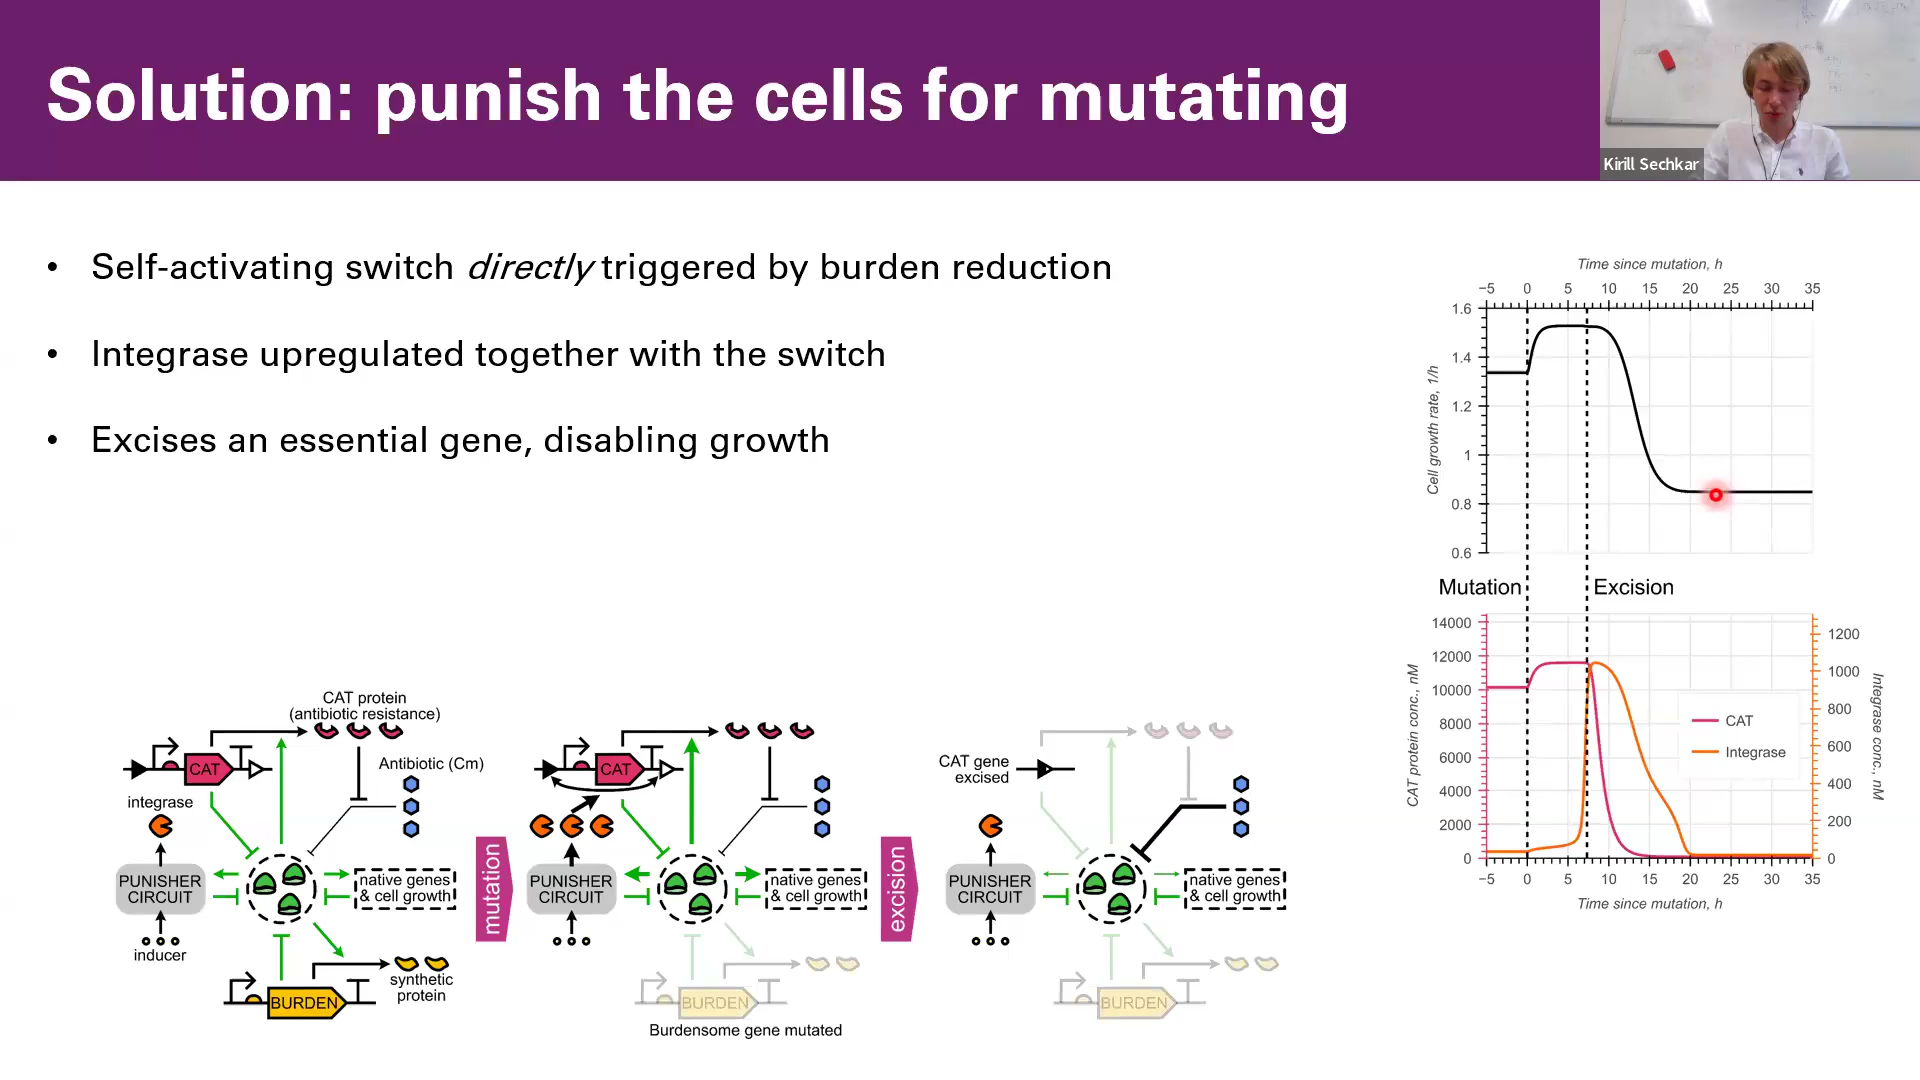 Solution: punish the cells for mutating
Kirill Sechkar
• Self-activating switch directly triggered by burden reduction
• Integrase upregulated together with the switch
• Excises an essential gene, disabling growth
Time since mutation, h
−5 0 5 10 15 20 25 30 35
1.6
1.4
1.2
1
0.8
0.6
Cell growth rate, 1/h
Mutation
Excision
14000
12000
10000
8000
6000
4000
2000
0
CAT protein conc., nM
1200
1000
800
600
400
200
0
Integrase conc., nM
CAT
Integrase
−5 0 5 10 15 20 25 30 35
Time since mutation, h
CAT protein
(antibiotic resistance)
CAT
Antibiotic (Cm)
integrase
PUNISHER
CIRCUIT
inducer
native genes
& cell growth
synthetic
protein
BURDEN
mutation
CAT
PUNISHER
CIRCUIT
native genes
& cell growth
BURDEN
Burdensome gene mutated
excision
CAT gene
excised
PUNISHER
CIRCUIT
native genes
& cell growth
BURDEN